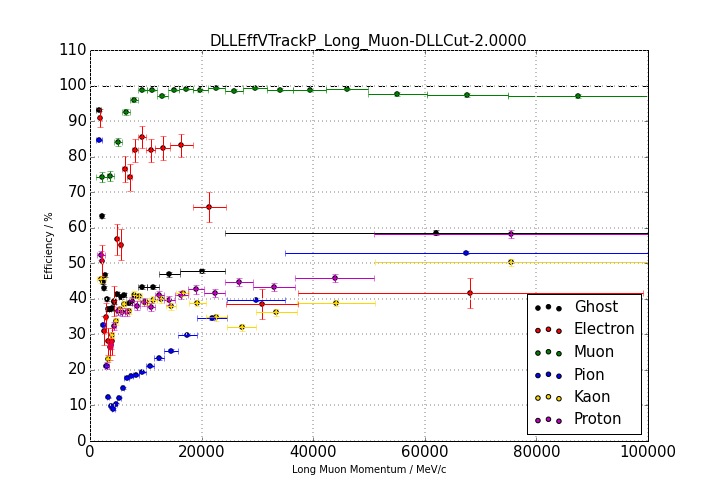 DLLEffVTrackP_Long_Muon-DLLCut-2.0000
110
100
90
80
70
60
50
40
30
20
10
0
Efficiency / %
0 20000 40000 60000 80000 100000
Long Muon Momentum / MeV/c
Ghost
Electron
Muon
Pion
Kaon
Proton